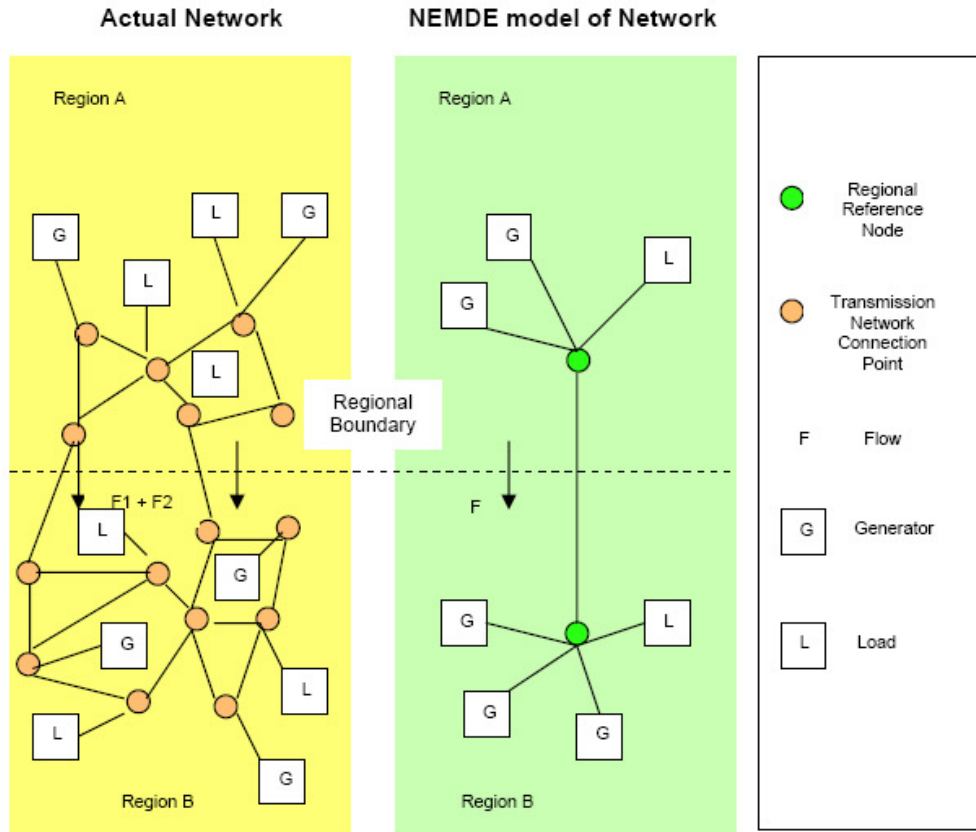 Actual Network
NEMDE model of Network
Region A
G
L
G
L
L
Regional
Boundary
F1 + F2
L
G
G
L
L
G
Region B
Region A
G
L
G
F
G
L
G
G
Region B
Regional
Reference
Node
Transmission
Network
Connection
Point
F Flow
G Generator
L Load